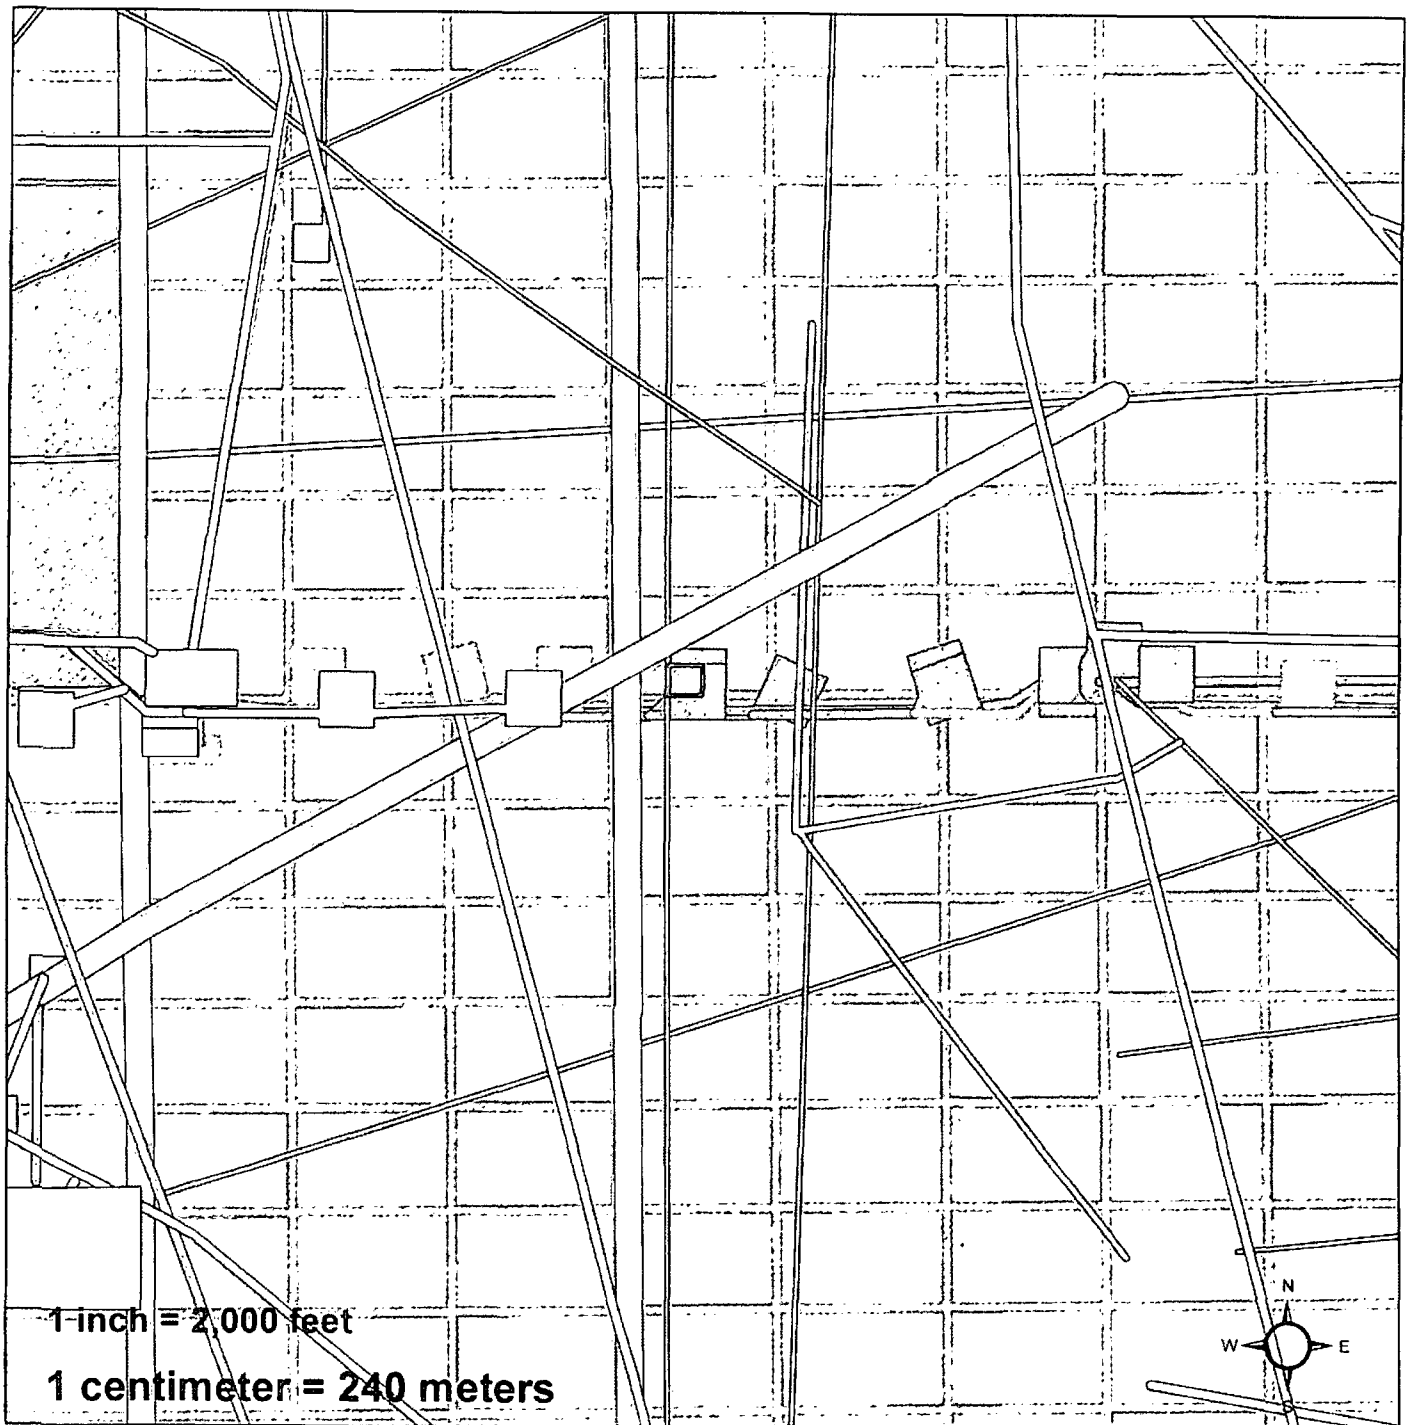 1 inch = 2,000 feet
1 centimeter = 240 meters
N
W E
S